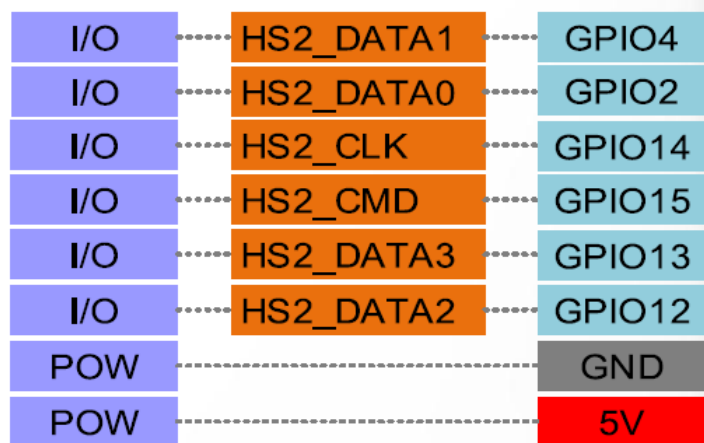 I/O HS2_DATA1 GPIO4
I/O HS2_DATA0 GPIO2
I/O HS2_CLK GPIO14
I/O HS2_CMD GPIO15
I/O HS2_DATA3 GPIO13
I/O HS2_DATA2 GPIO12
POW GND
POW 5V